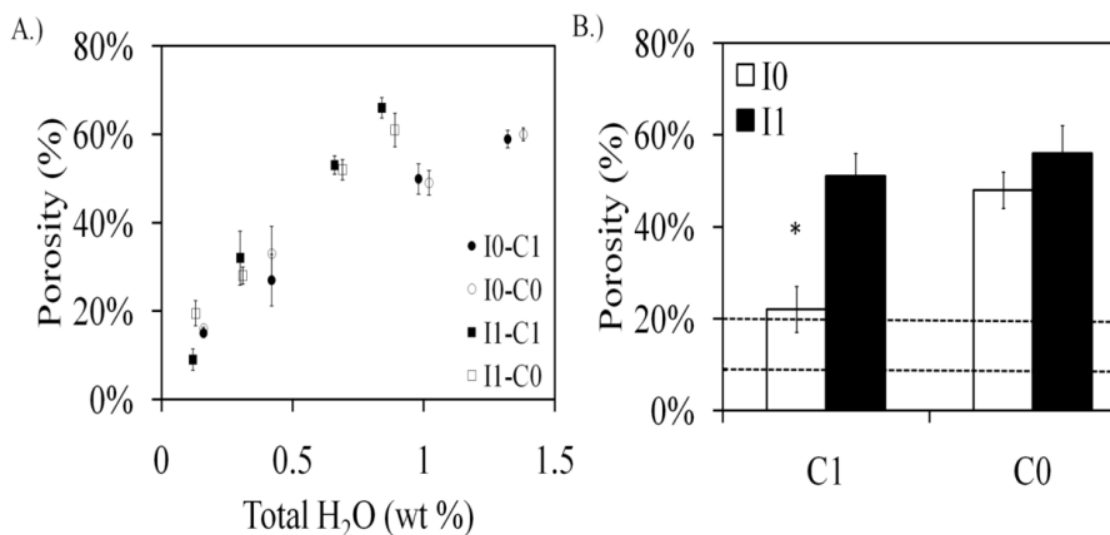 A.)
80%
60%
40%
20%
0%
Porosity (%)
0
0.5
1
1.5
Total H₂O (wt %)
I0-C1
I0-C0
I1-C1
I1-C0
B.)
80%
60%
40%
20%
0%
Porosity (%)
I0
I1
*
C1
C0